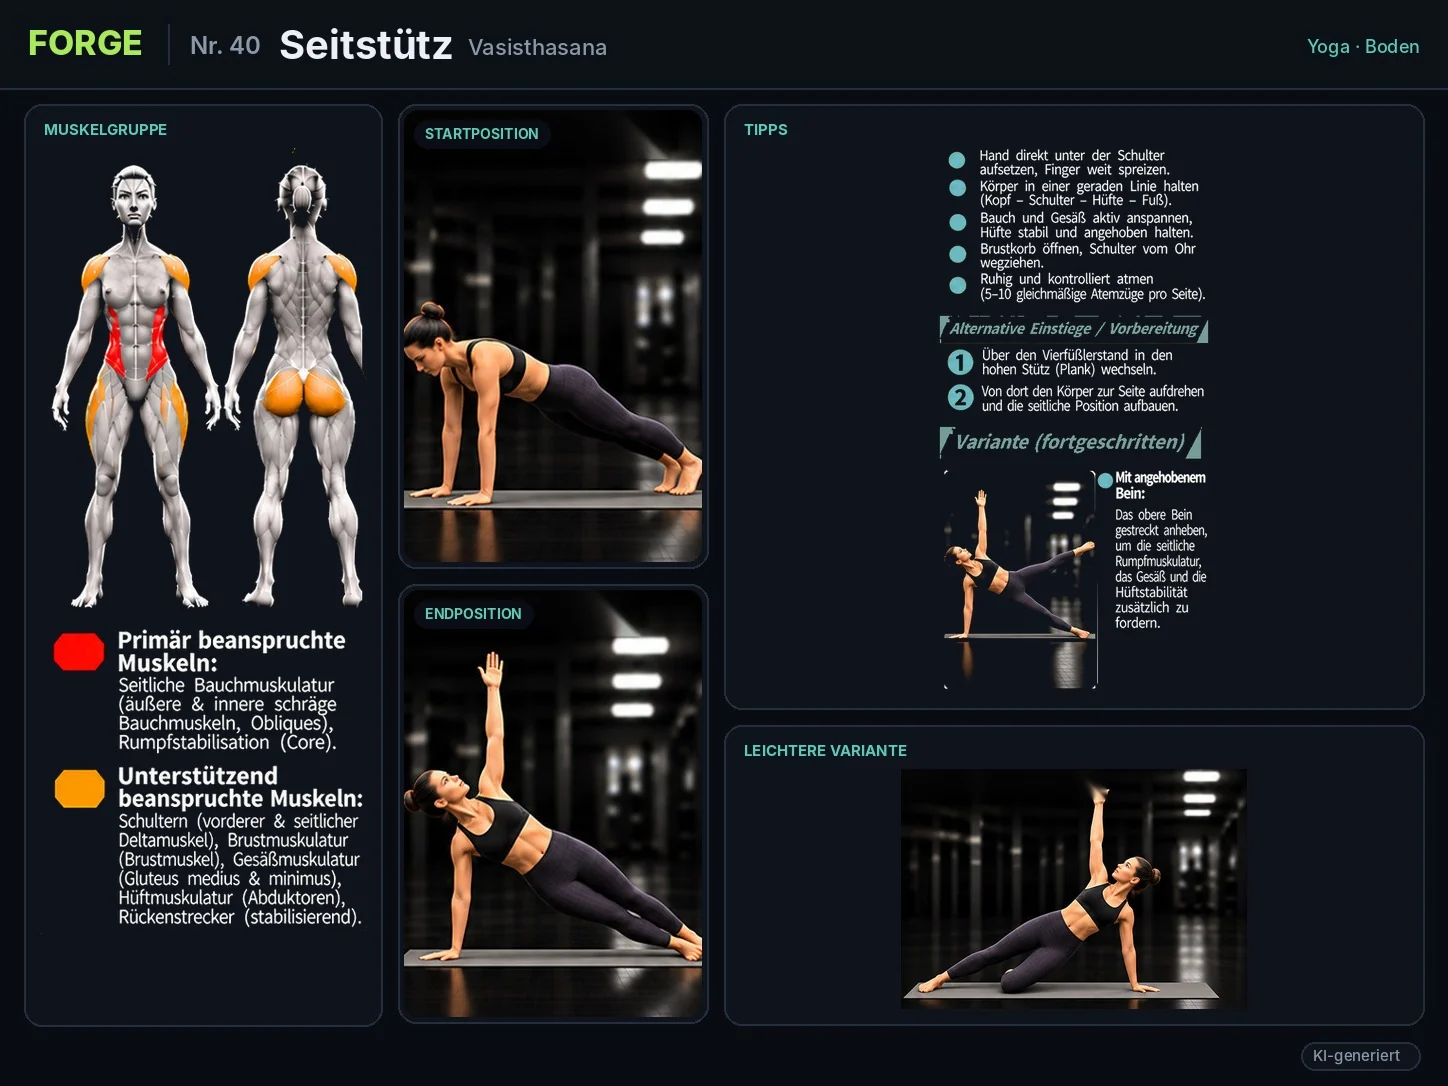 FORGE
Nr. 40
Seitstütz
Vasisthasana
Yoga · Boden
MUSKELGRUPPE
Primär beanspruchte
Muskeln:
Seitliche Bauchmuskulatur
(äußere & innere schräge
Bauchmuskeln, Obliques),
Rumpfstabilisation (Core).
Unterstützend
beanspruchte Muskeln:
Schultern (vorderer & seitlicher
Deltamuskel), Brustmuskulatur
(Brustmuskel), Gesäßmuskulatur
(Gluteus medius & minimus),
Hüftmuskulatur (Abduktoren),
Rückenstrecker (stabilisierend).
STARTPOSITION
ENDPOSITION
TIPPS
Hand direkt unter der Schulter
aufsetzen, Finger weit spreizen.
Körper in einer geraden Linie halten
(Kopf – Schulter – Hüfte – Fuß).
Bauch und Gesäß aktiv anspannen,
Hüfte stabil und angehoben halten.
Brustkorb öffnen, Schulter vom Ohr
wegziehen.
Ruhig und kontrolliert atmen
(5–10 gleichmäßige Atemzüge pro Seite).
Alternative Einstiege / Vorbereitung
1 Über den Vierfüßlerstand in den
hohen Stütz (Plank) wechseln.
2 Von dort den Körper zur Seite aufdrehen
und die seitliche Position aufbauen.
Variante (fortgeschritten)
Mit angehobenem
Bein:
Das obere Bein
gestreckt anheben,
um die seitliche
Rumpfmuskulatur,
das Gesäß und die
Hüftstabilität
zusätzlich zu
fordern.
LEICHTERE VARIANTE
KI-generiert